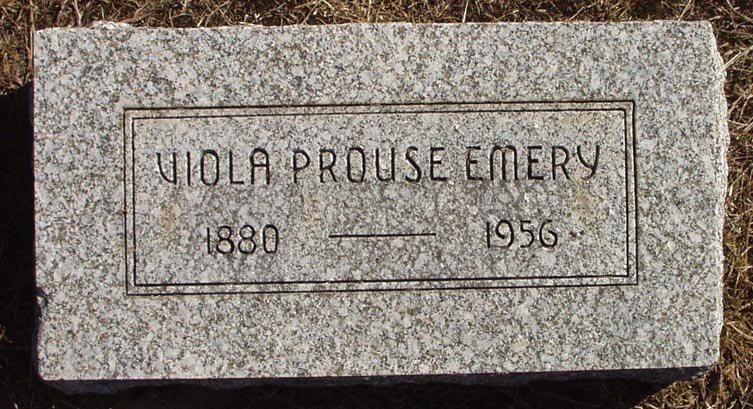 VIOLA PROUSE EMERY
1880 — 1956